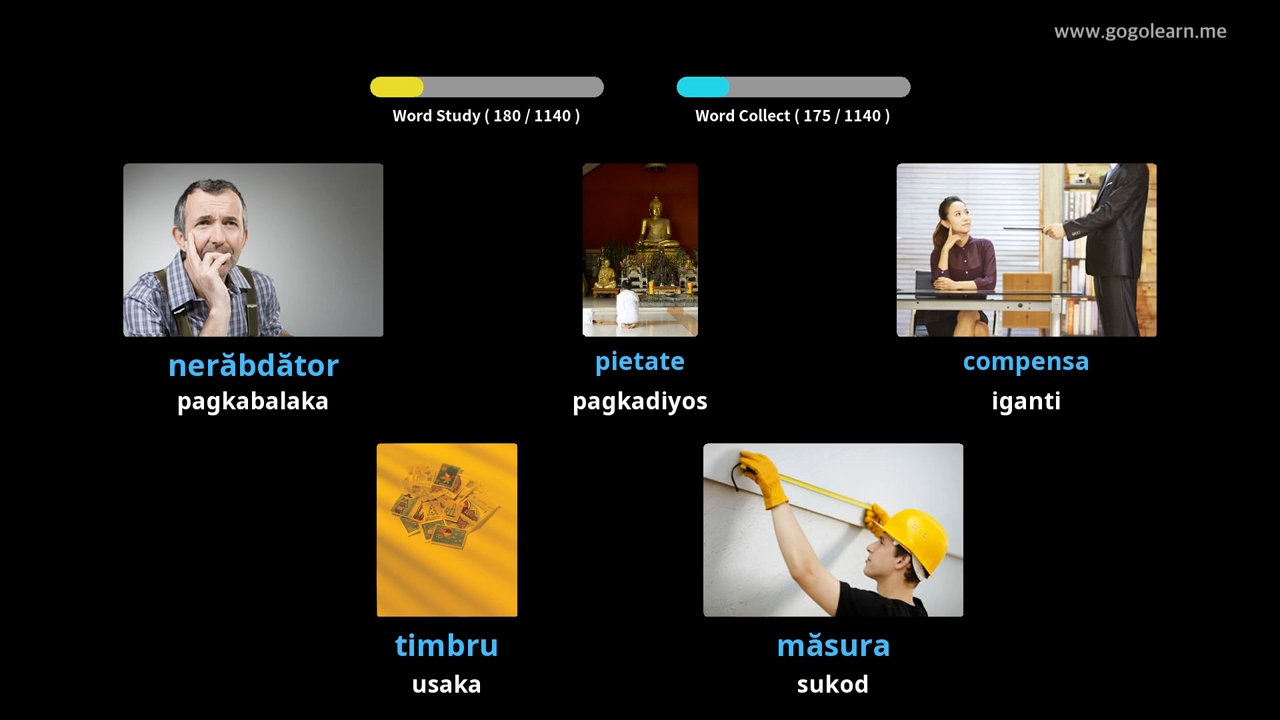 www.gogolearn.me
Word Study ( 180 / 1140 )
Word Collect ( 175 / 1140 )
nerăbdător
pagkabalaka
pietate
pagkadiyos
compensa
iganti
timbru
usaka
măsura
sukod